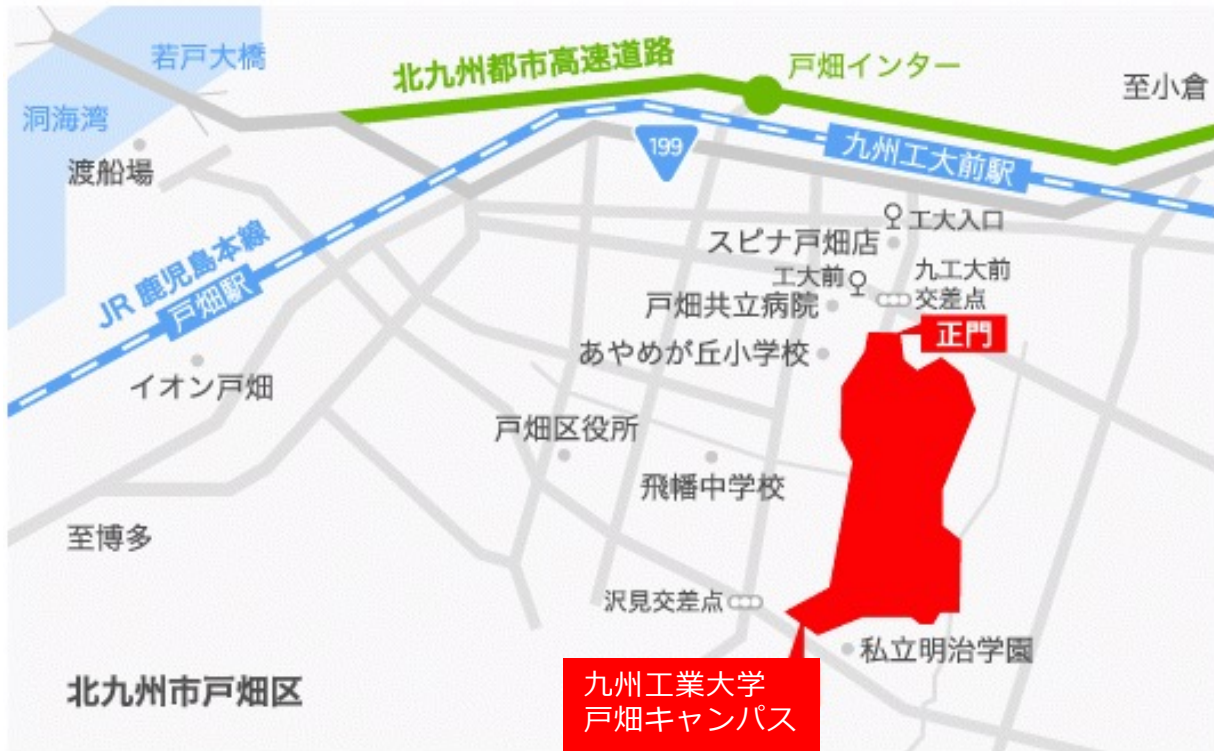 若戸大橋
北九州都市高速道路
戸畑インター
至小倉
洞海湾
渡船場
199
九州工大前駅
工大入口
スピナ戸畑店
工大前
九工大前
交差点
JR 鹿児島本線
戸畑駅
戸畑共立病院
正門
あやめが丘小学校
イオン戸畑
戸畑区役所
飛幡中学校
至博多
沢見交差点
私立明治学園
北九州市戸畑区
九州工業大学
戸畑キャンパス